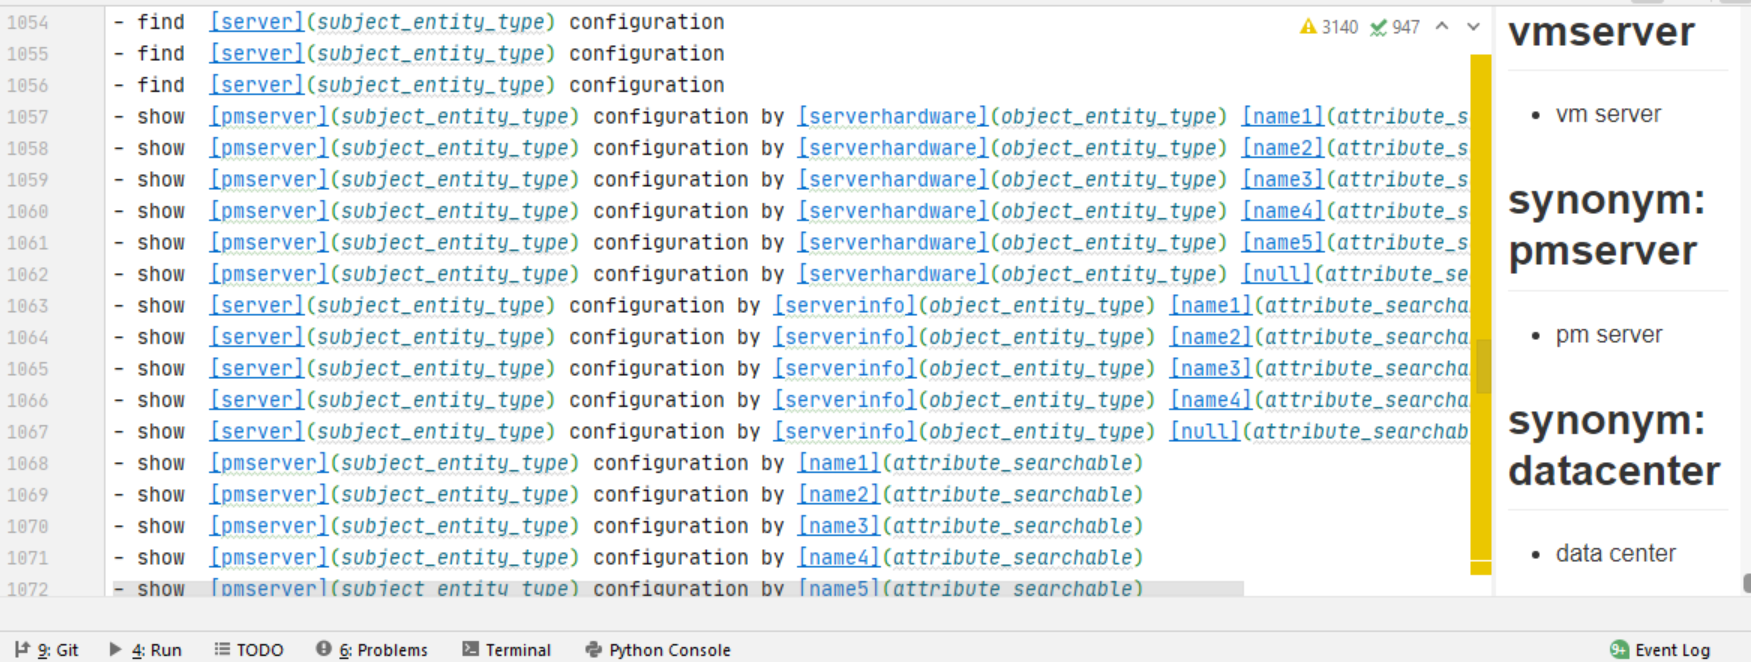 1054 - find [server](subject_entity_type) configuration
1055 - find [server](subject_entity_type) configuration
1056 - find [server](subject_entity_type) configuration
1057 - show [pmserver](subject_entity_type) configuration by [serverhardware](object_entity_type) [name1](attribute_s
1058 - show [pmserver](subject_entity_type) configuration by [serverhardware](object_entity_type) [name2](attribute_s
1059 - show [pmserver](subject_entity_type) configuration by [serverhardware](object_entity_type) [name3](attribute_s
1060 - show [pmserver](subject_entity_type) configuration by [serverhardware](object_entity_type) [name4](attribute_s
1061 - show [pmserver](subject_entity_type) configuration by [serverhardware](object_entity_type) [name5](attribute_s
1062 - show [pmserver](subject_entity_type) configuration by [serverhardware](object_entity_type) [null](attribute_se
1063 - show [server](subject_entity_type) configuration by [serverinfo](object_entity_type) [name1](attribute_searcha
1064 - show [server](subject_entity_type) configuration by [serverinfo](object_entity_type) [name2](attribute_searcha
1065 - show [server](subject_entity_type) configuration by [serverinfo](object_entity_type) [name3](attribute_searcha
1066 - show [server](subject_entity_type) configuration by [serverinfo](object_entity_type) [name4](attribute_searcha
1067 - show [server](subject_entity_type) configuration by [serverinfo](object_entity_type) [null](attribute_searchab
1068 - show [pmserver](subject_entity_type) configuration by [name1](attribute_searchable)
1069 - show [pmserver](subject_entity_type) configuration by [name2](attribute_searchable)
1070 - show [pmserver](subject_entity_type) configuration by [name3](attribute_searchable)
1071 - show [pmserver](subject_entity_type) configuration by [name4](attribute_searchable)
1072 - show [pmserver](subject_entity_type) configuration by [name5](attribute_searchable)
3140 947
vmserver
• vm server
synonym:
pmserver
• pm server
synonym:
datacenter
• data center
9: Git 4: Run TODO 6: Problems Terminal Python Console 9+ Event Log